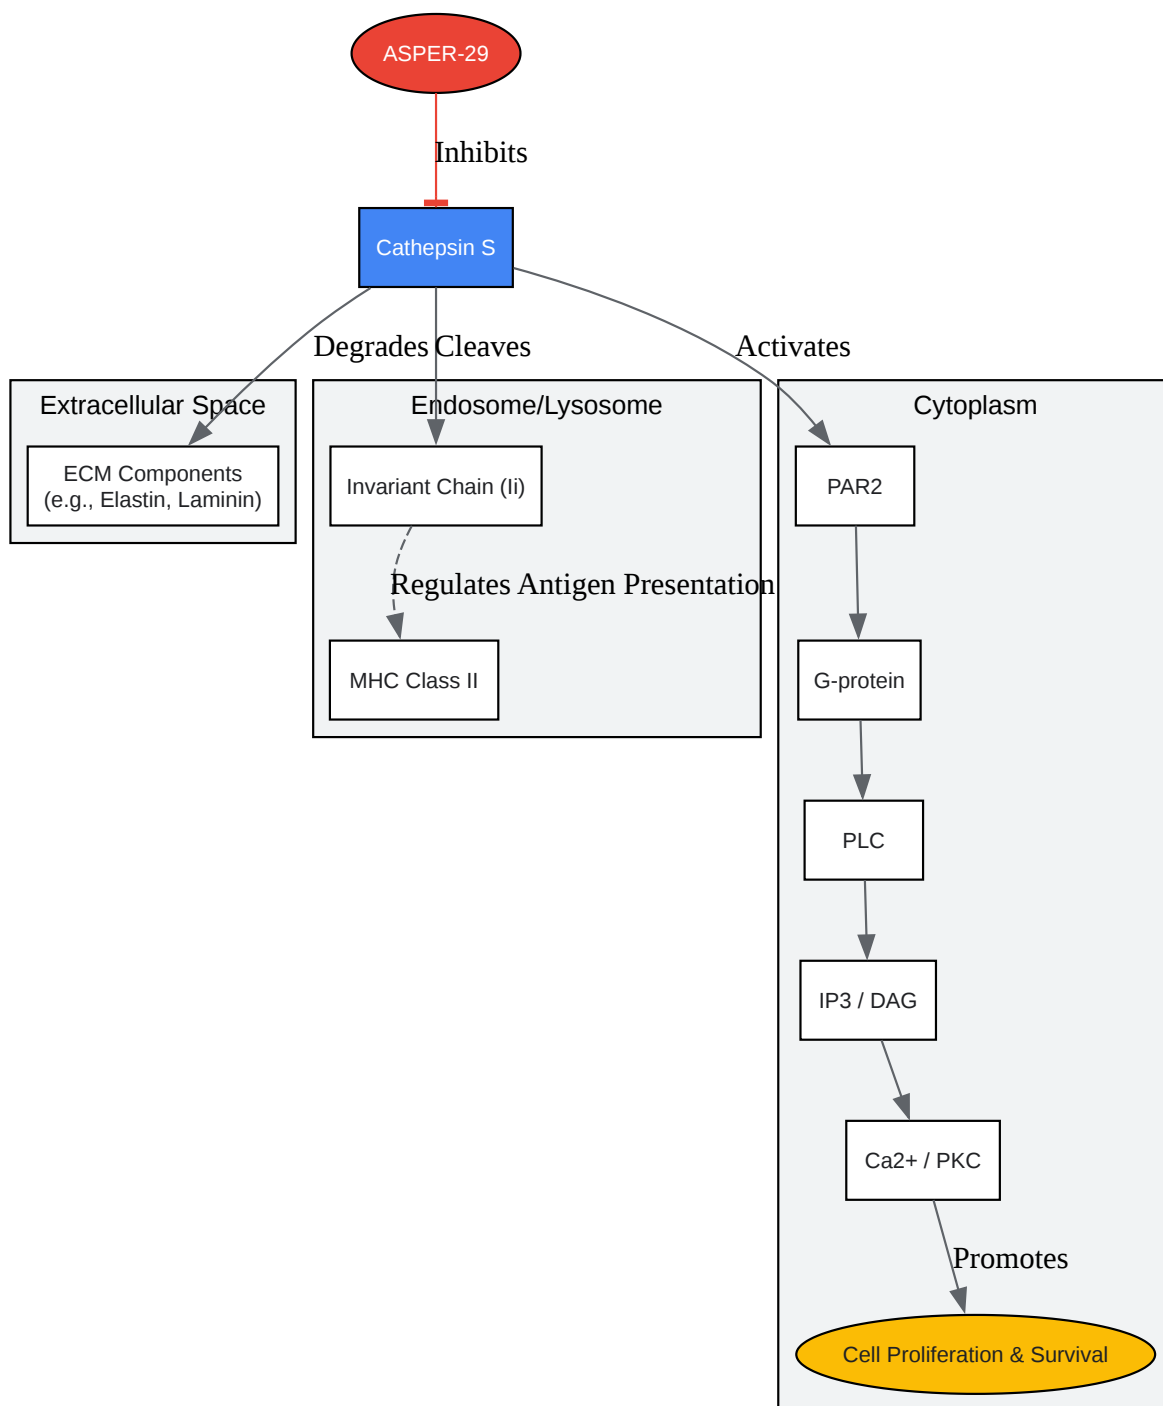 ASPER-29
Inhibits
Cathepsin S
Degrades
Cleaves
Activates
Extracellular Space
Endosome/Lysosome
Cytoplasm
ECM Components
(e.g., Elastin, Laminin)
Invariant Chain (Ii)
PAR2
Regulates Antigen Presentation
MHC Class II
G-protein
PLC
IP3 / DAG
Ca2+ / PKC
Promotes
Cell Proliferation & Survival